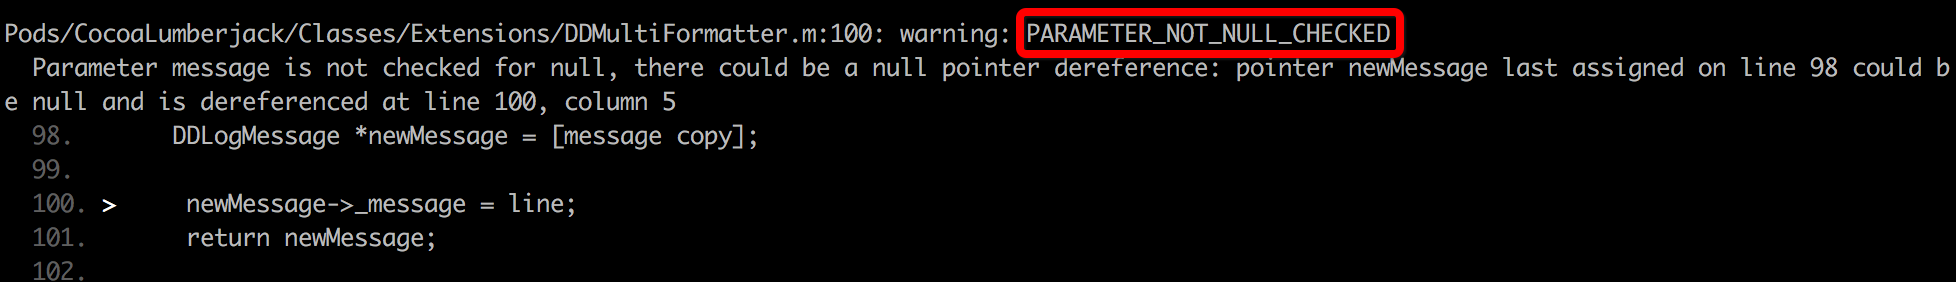 Pods/CocoaLumberjack/Classes/Extensions/DDMultiFormatter.m:100: warning: PARAMETER_NOT_NULL_CHECKED
  Parameter message is not checked for null, there could be a null pointer dereference: pointer newMessage last assigned on line 98 could b
e null and is dereferenced at line 100, column 5
  98.       DDLogMessage *newMessage = [message copy];
  99.
  100. >     newMessage->_message = line;
  101.       return newMessage;
  102.